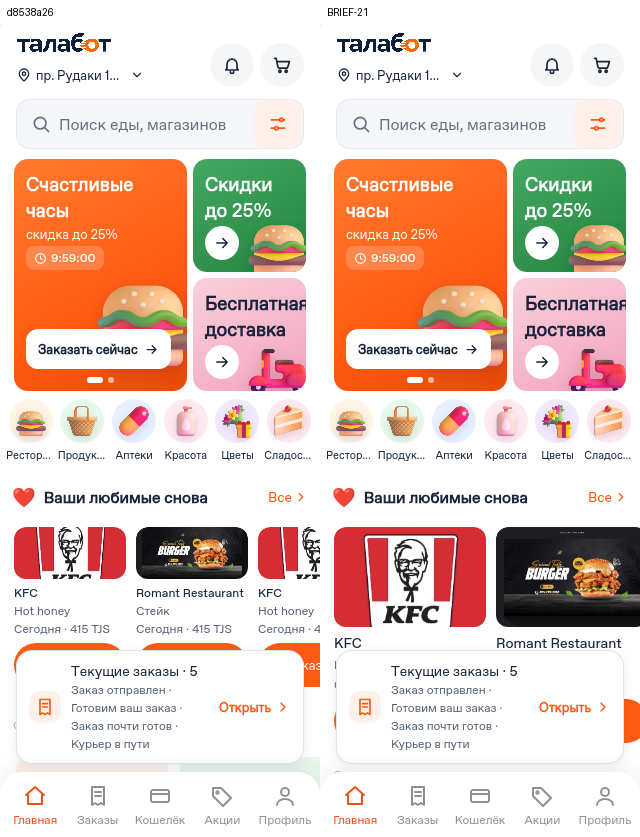 d8538a26
талабот
пр. Рудаки 1...
Поиск еды, магазинов
Счастливые
часы
скидка до 25%
9:59:00
Заказать сейчас
Скидки
до 25%
Бесплатная
доставка
Рестор...
Продук...
Аптеки
Красота
Цветы
Сладос...
Ваши любимые снова
Все
KFC
BURGER
KFC
KFC
Hot honey
Сегодня · 415 TJS
Romant Restaurant
Стейк
Сегодня · 415 TJS
KFC
Hot honey
Сегодня · 4
Текущие заказы · 5
Заказ отправлен ·
Готовим ваш заказ ·
Заказ почти готов ·
Курьер в пути
Открыть
Главная
Заказы
Кошелёк
Акции
Профиль
BRIEF-21
талабот
пр. Рудаки 1...
Поиск еды, магазинов
Счастливые
часы
скидка до 25%
9:59:00
Заказать сейчас
Скидки
до 25%
Бесплатная
доставка
Рестор...
Продук...
Аптеки
Красота
Цветы
Сладос...
Ваши любимые снова
Все
KFC
BURGER
KFC
Romant Restaurant
Текущие заказы · 5
Заказ отправлен ·
Готовим ваш заказ ·
Заказ почти готов ·
Курьер в пути
Открыть
Главная
Заказы
Кошелёк
Акции
Профиль